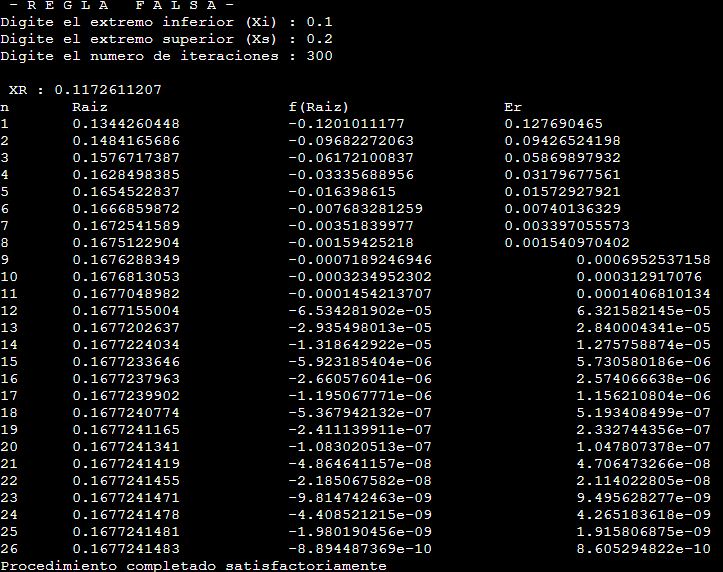 - R E G L A   F A L S A -
Digite el extremo inferior (Xi) : 0.1
Digite el extremo superior (Xs) : 0.2
Digite el numero de iteraciones : 300
XR : 0.1172611207
n Raiz f(Raiz) Er
1 0.1344260448 -0.1201011177 0.127690465
2 0.1484165686 -0.09682272063 0.09426524198
3 0.1576717387 -0.06172100837 0.05869897932
4 0.1628498385 -0.03335688956 0.03179677561
5 0.1654522837 -0.016398615 0.01572927921
6 0.1666859872 -0.007683281259 0.00740136329
7 0.1672541589 -0.00351839977 0.003397055573
8 0.1675122904 -0.00159425218 0.001540970402
9 0.1676288349 -0.0007189246946 0.0006952537158
10 0.1676813053 -0.0003234952302 0.000312917076
11 0.1677048982 -0.0001454213707 0.0001406810134
12 0.1677155004 -6.534281902e-05 6.321582145e-05
13 0.1677202637 -2.935498013e-05 2.840004341e-05
14 0.1677224034 -1.318642922e-05 1.275758874e-05
15 0.1677233646 -5.923185404e-06 5.730580186e-06
16 0.1677237963 -2.660576041e-06 2.574066638e-06
17 0.1677239902 -1.195067771e-06 1.156210804e-06
18 0.1677240774 -5.367942132e-07 5.193408499e-07
19 0.1677241165 -2.411139911e-07 2.332744356e-07
20 0.1677241341 -1.083020513e-07 1.047807378e-07
21 0.1677241419 -4.864641157e-08 4.706473266e-08
22 0.1677241455 -2.185067582e-08 2.114022805e-08
23 0.1677241471 -9.814742463e-09 9.495628277e-09
24 0.1677241478 -4.408521215e-09 4.265183618e-09
25 0.1677241481 -1.980190456e-09 1.915806875e-09
26 0.1677241483 -8.894487369e-10 8.605294822e-10
Procedimiento completado satisfactoriamente